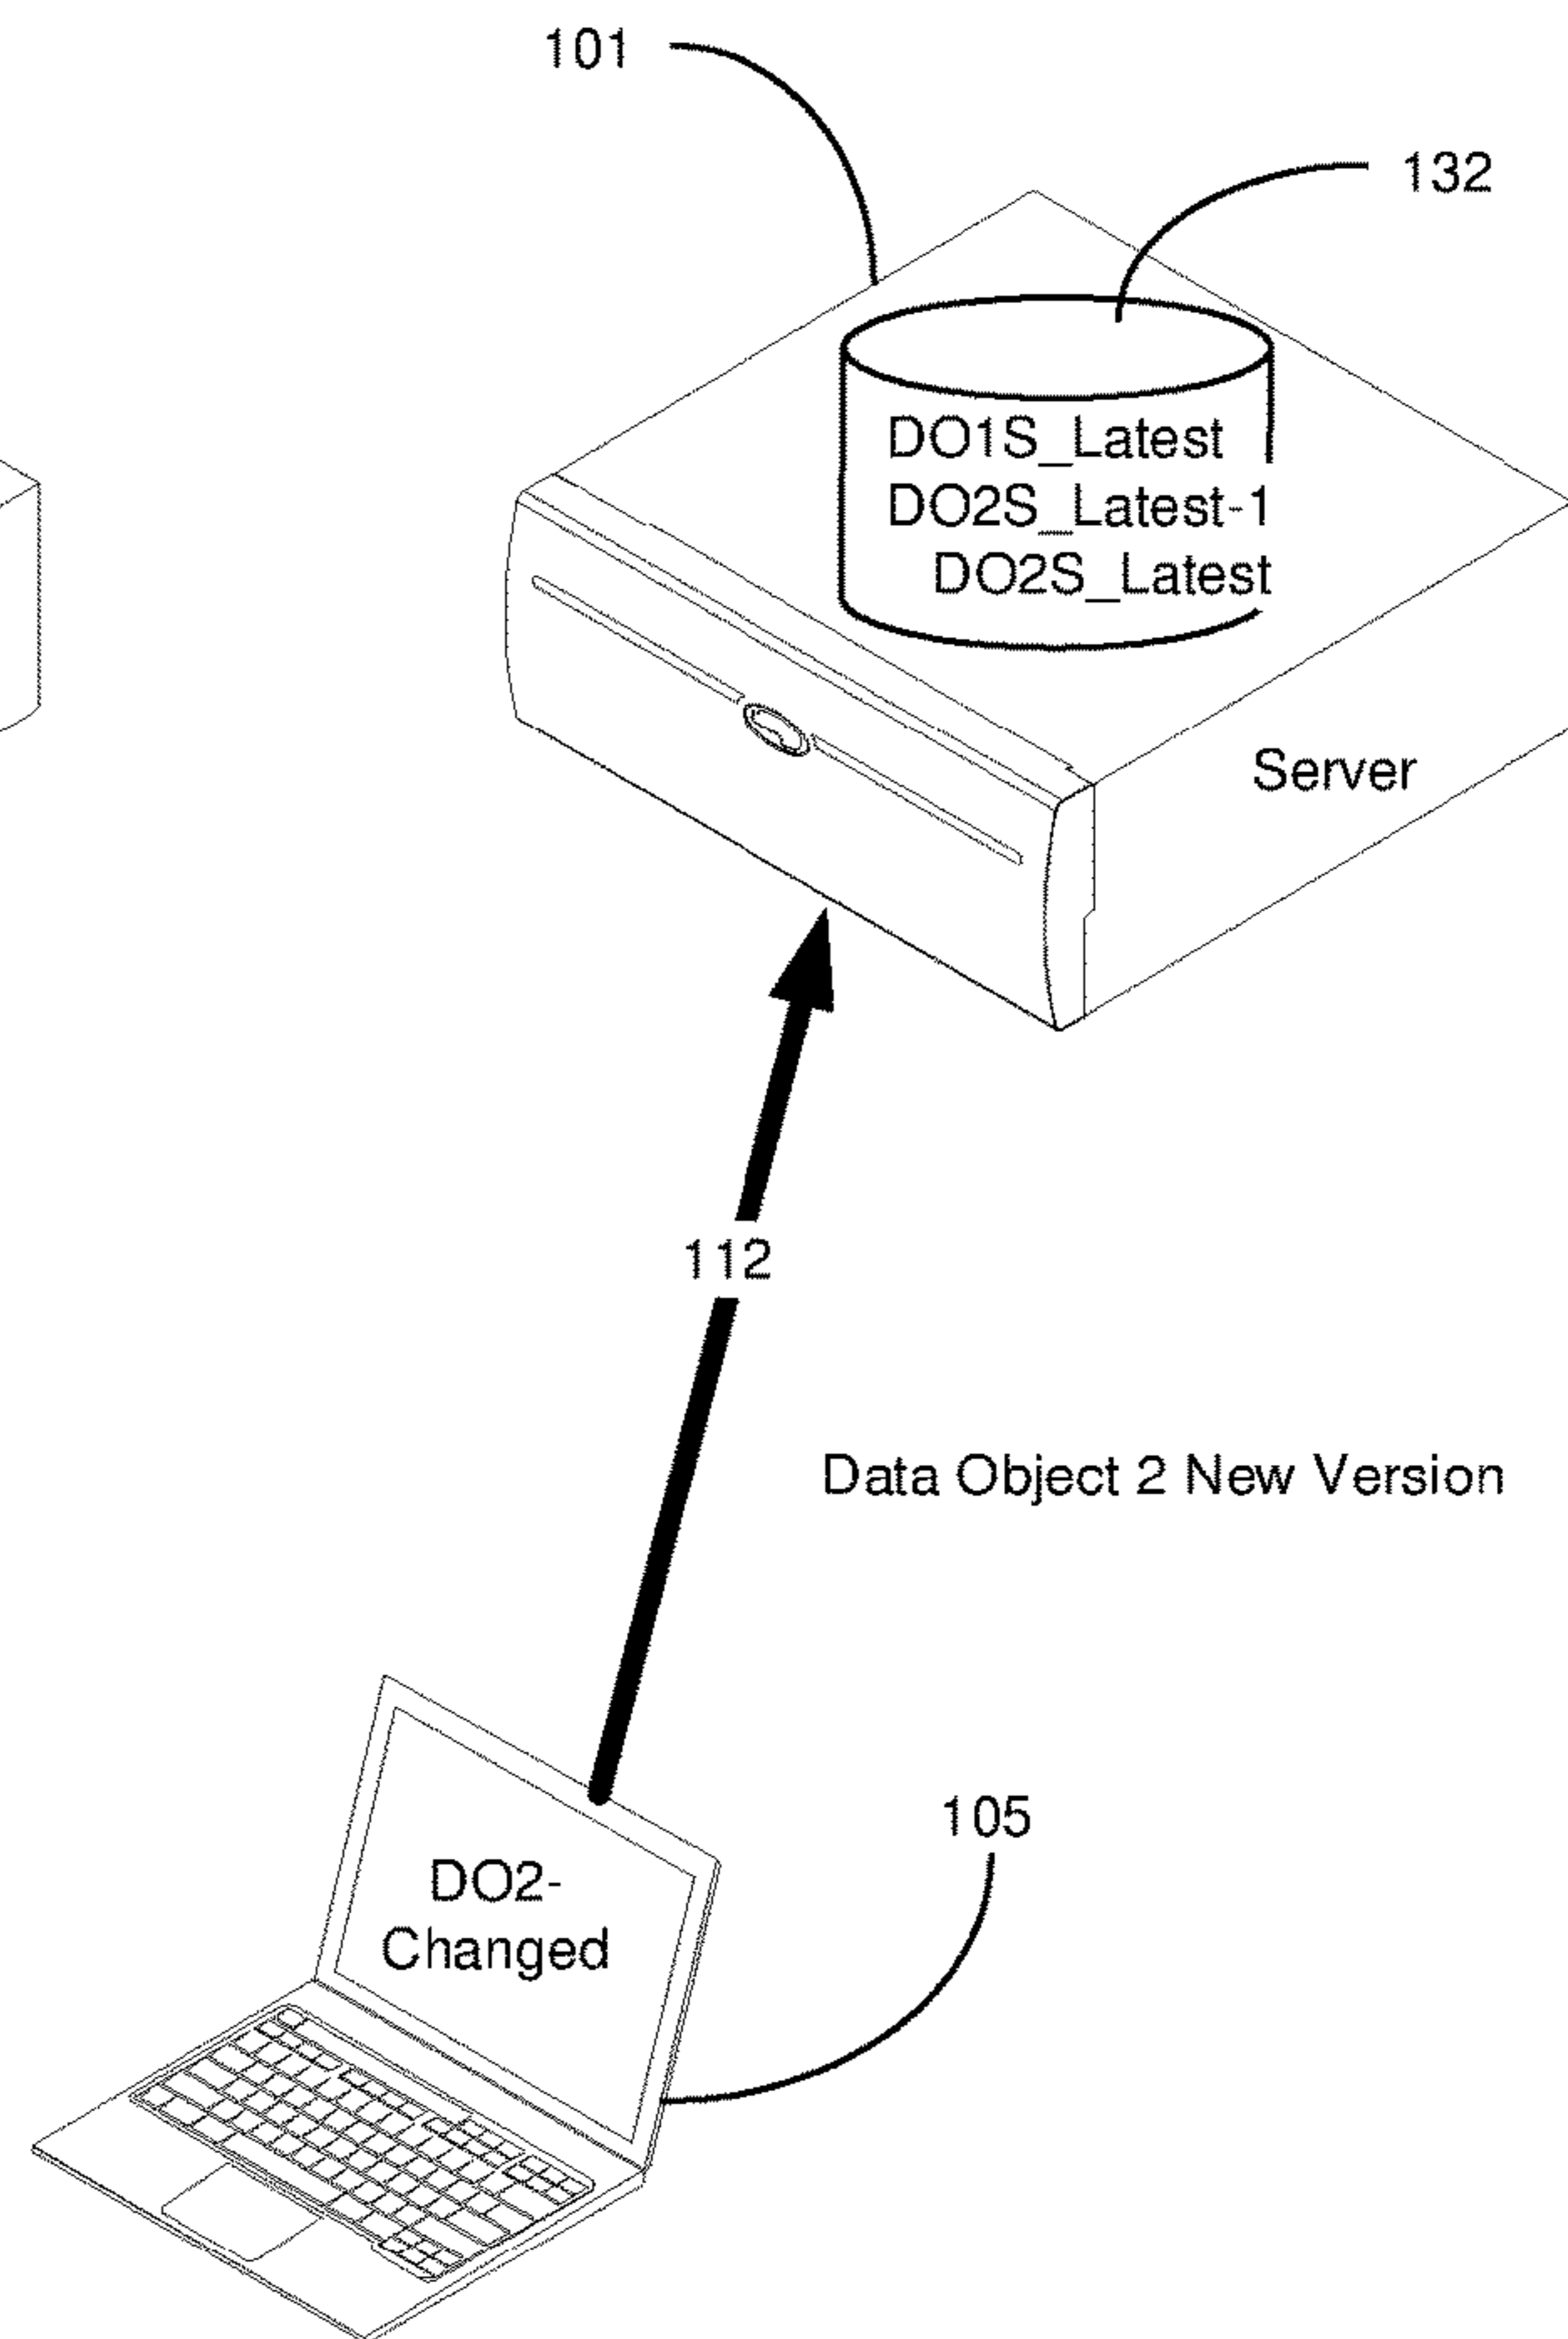 101
132
DO1S_Latest
DO2S_Latest-1
DO2S_Latest
Server
112
Data Object 2 New Version
105
DO2-
Changed